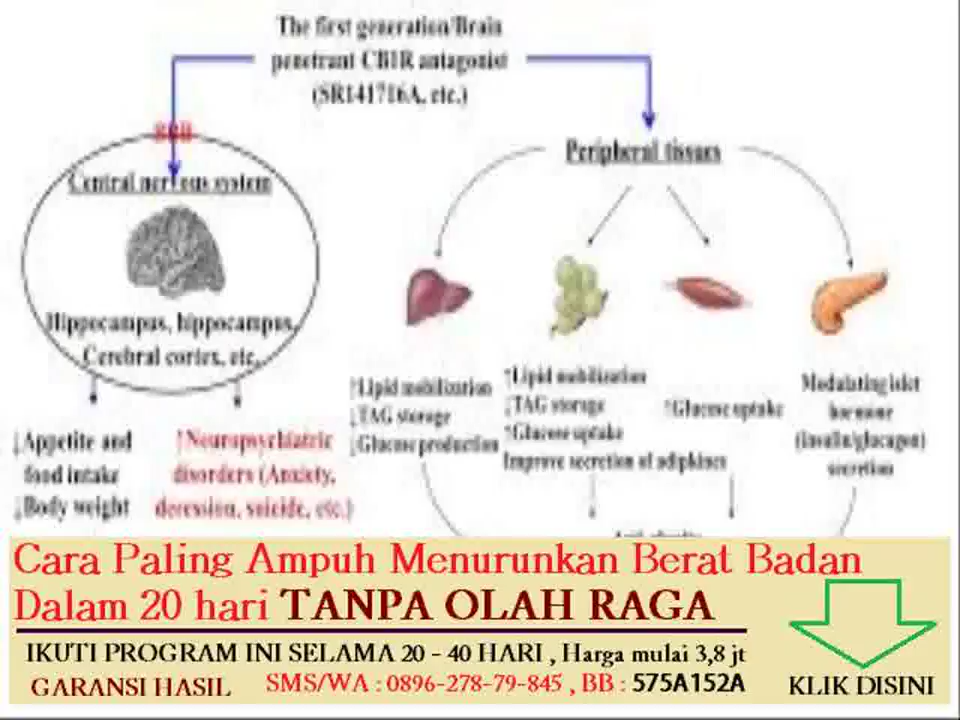 The first generation/Brain
penetrant CB1R antagonist
(SR141716A, etc.)
BBB
Central nervous system
Hippocampus, hippocampus,
Cerebral cortex, etc.
↓Appetite and
food intake
↓Body weight
↑Neuropsychiatric
disorders (Anxiety,
deression, suicide, etc.)
Peripheral tissues
↑Lipid mobilization
↓TAG storage
↓Glucose production
↑Lipid mobilization
↓TAG storage
↑Glucose uptake
Improve secretion of adipkines
↑Glucose uptake
Modulating islet
hormone
(insulin/glucagon)
secretion
Cara Paling Ampuh Menurunkan Berat Badan
Dalam 20 hari TANPA OLAH RAGA
IKUTI PROGRAM INI SELAMA 20 - 40 HARI , Harga mulai 3,8 jt
GARANSI HASIL SMS/WA : 0896-278-79-845 , BB : 575A152A
KLIK DISINI